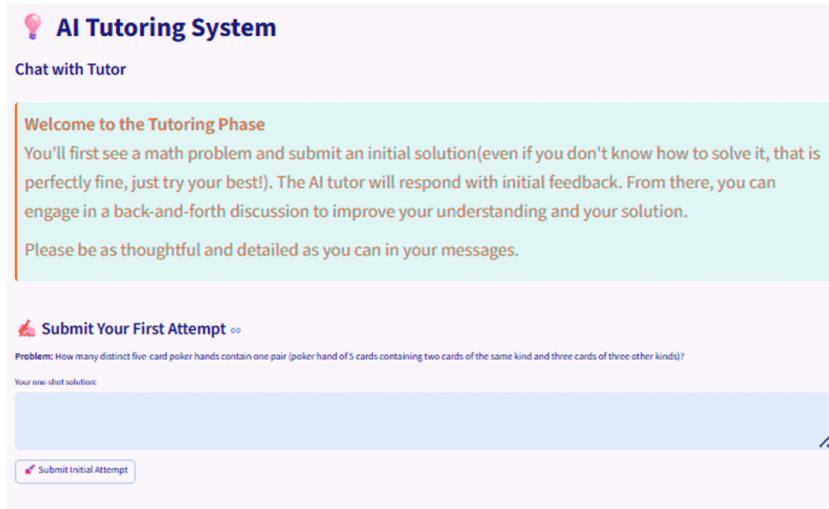 AI Tutoring System
Chat with Tutor
Welcome to the Tutoring Phase
You'll first see a math problem and submit an initial solution(even if you don't know how to solve it, that is
perfectly fine, just try your best!). The AI tutor will respond with initial feedback. From there, you can
engage in a back-and-forth discussion to improve your understanding and your solution.
Please be as thoughtful and detailed as you can in your messages.
Submit Your First Attempt
Problem: How many distinct five-card poker hands contain one pair (poker hand of 5 cards containing two cards of the same kind and three cards of three other kinds)?
Your one-shot solution:
Submit Initial Attempt